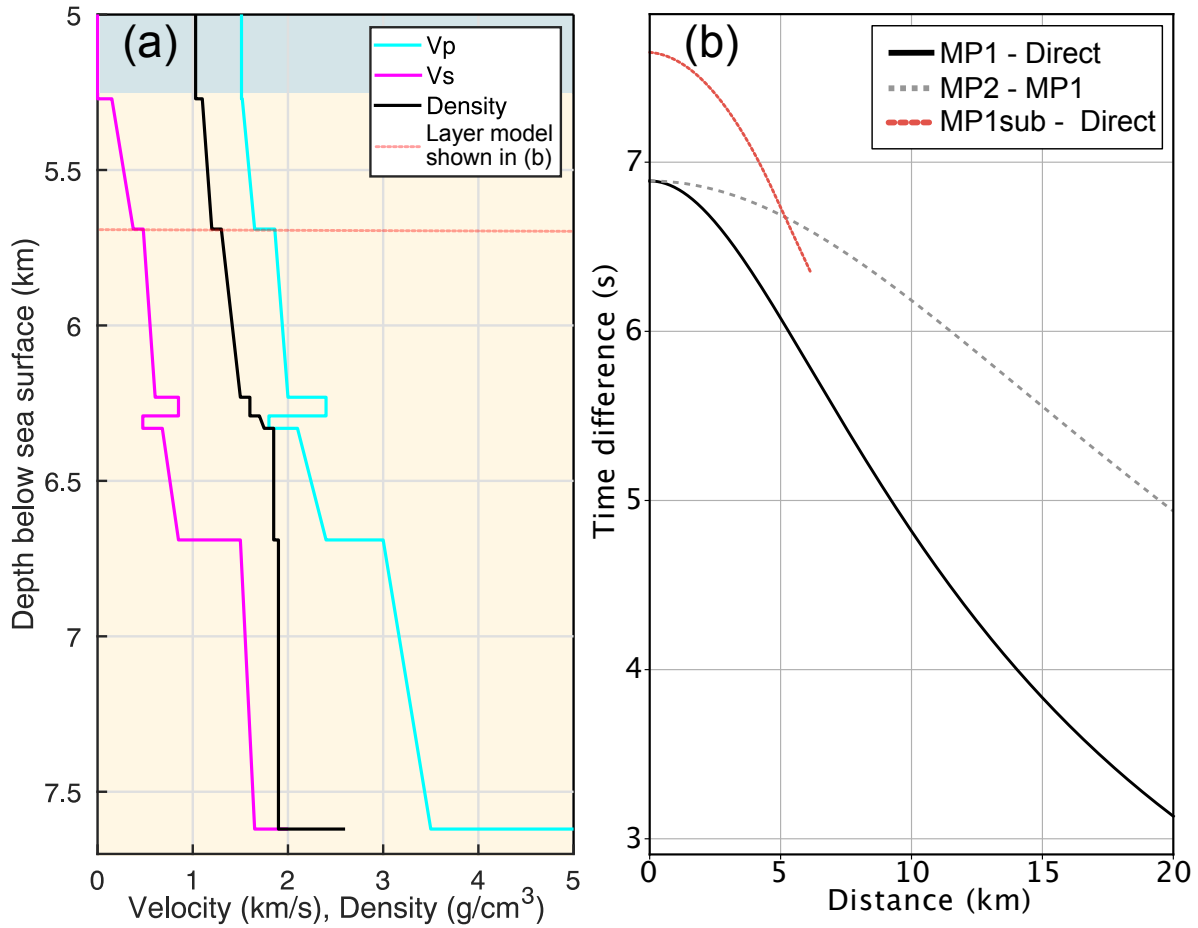 (a)
Vp
Vs
Density
Layer model
shown in (b)
5
5.5
6
6.5
7
7.5
Depth below sea surface (km)
0
1
2
3
4
5
Velocity (km/s), Density (g/cm³)
(b)
MP1 - Direct
MP2 - MP1
MP1sub - Direct
7
6
5
4
3
Time difference (s)
0
5
10
15
20
Distance (km)